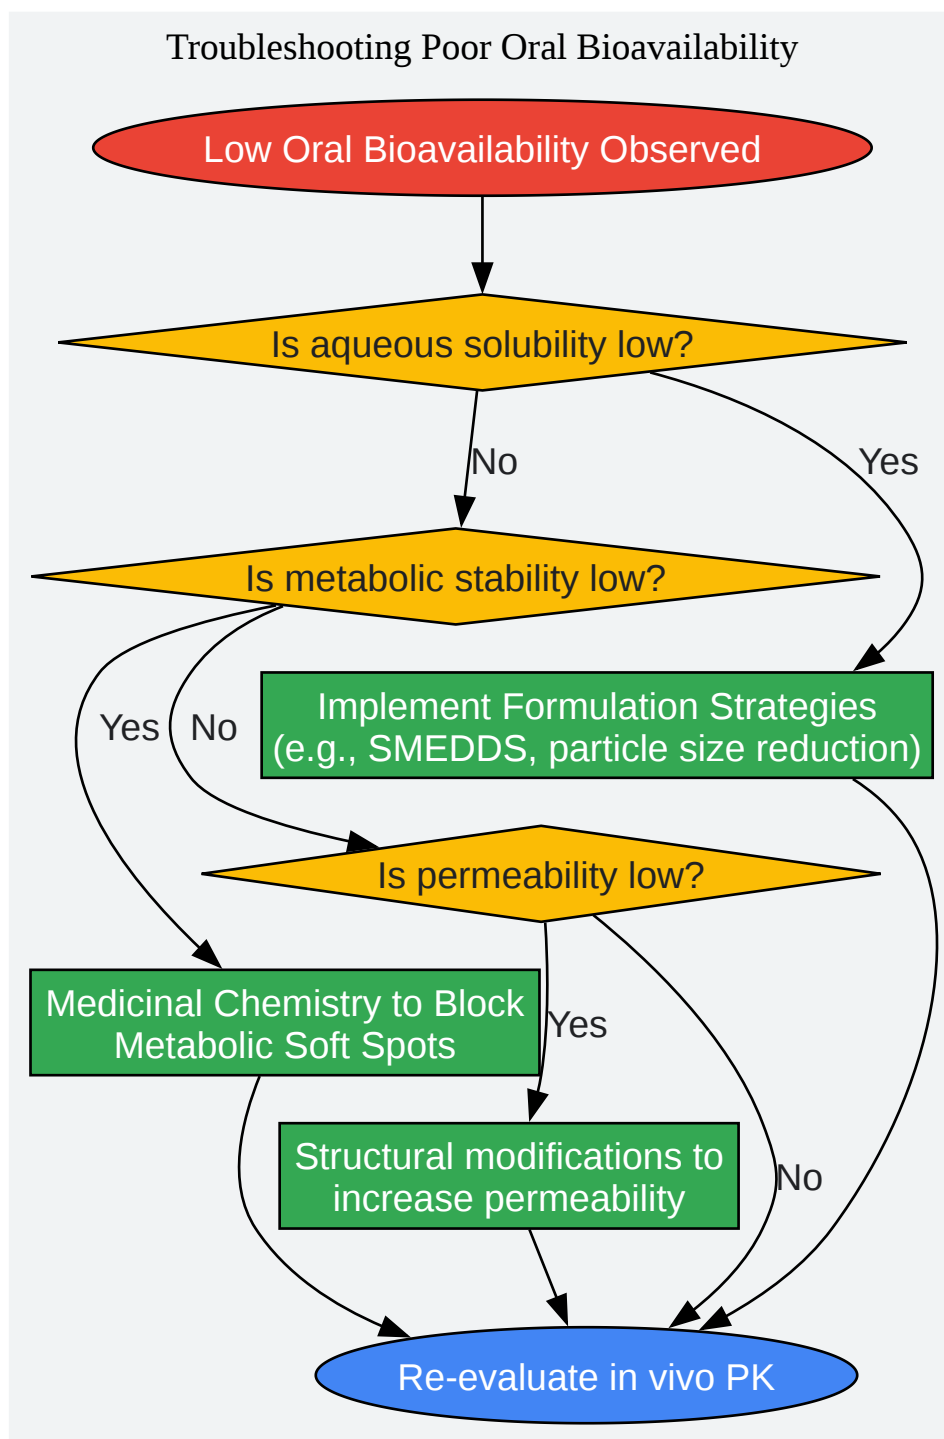 Troubleshooting Poor Oral Bioavailability
Low Oral Bioavailability Observed
Is aqueous solubility low?
No
Yes
Is metabolic stability low?
Implement Formulation Strategies
(e.g., SMEDDS, particle size reduction)
Yes
No
Is permeability low?
Medicinal Chemistry to Block
Metabolic Soft Spots
Yes
Structural modifications to
increase permeability
No
Re-evaluate in vivo PK